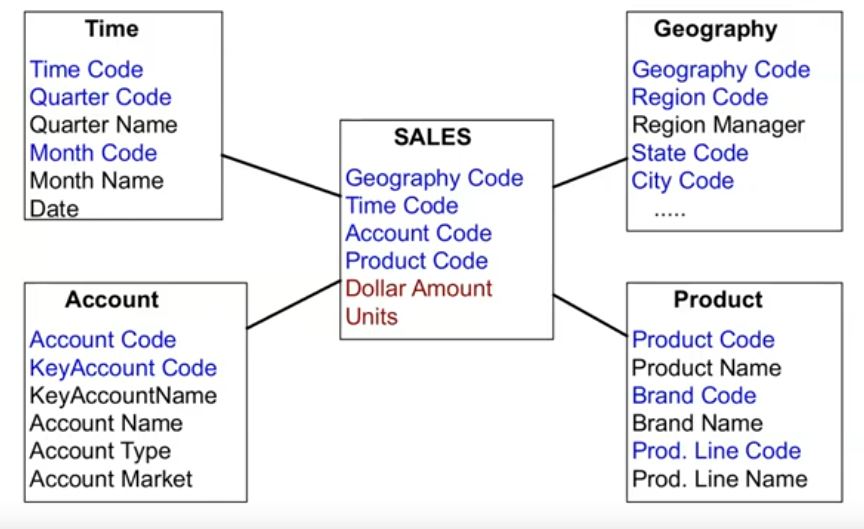 Time
Time Code
Quarter Code
Quarter Name
Month Code
Month Name
Date
Geography
Geography Code
Region Code
Region Manager
State Code
City Code
.....
SALES
Geography Code
Time Code
Account Code
Product Code
Dollar Amount
Units
Account
Account Code
KeyAccount Code
KeyAccountName
Account Name
Account Type
Account Market
Product
Product Code
Product Name
Brand Code
Brand Name
Prod. Line Code
Prod. Line Name